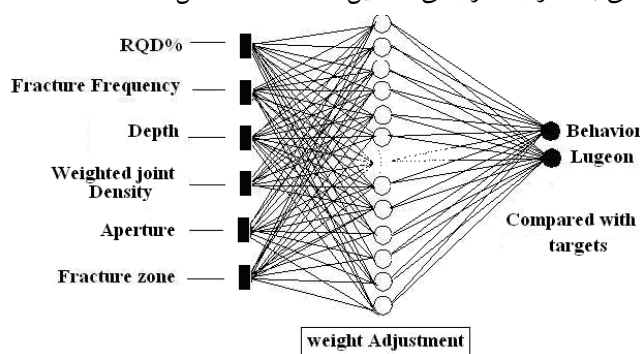 RQD%
Fracture Frequency
Depth
Weighted joint
Density
Aperture
Fracture zone
Behavior
Lugeon
Compared with
targets
weight Adjustment